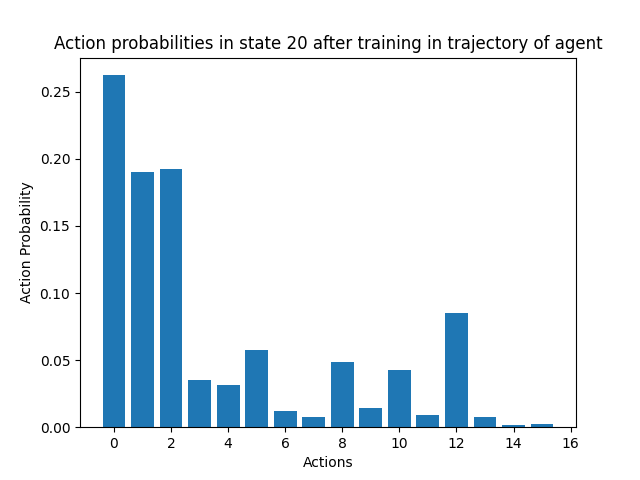 Action probabilities in state 20 after training in trajectory of agent
0.25
0.20
0.15
0.10
0.05
0.00
Action Probability
0 2 4 6 8 10 12 14 16
Actions